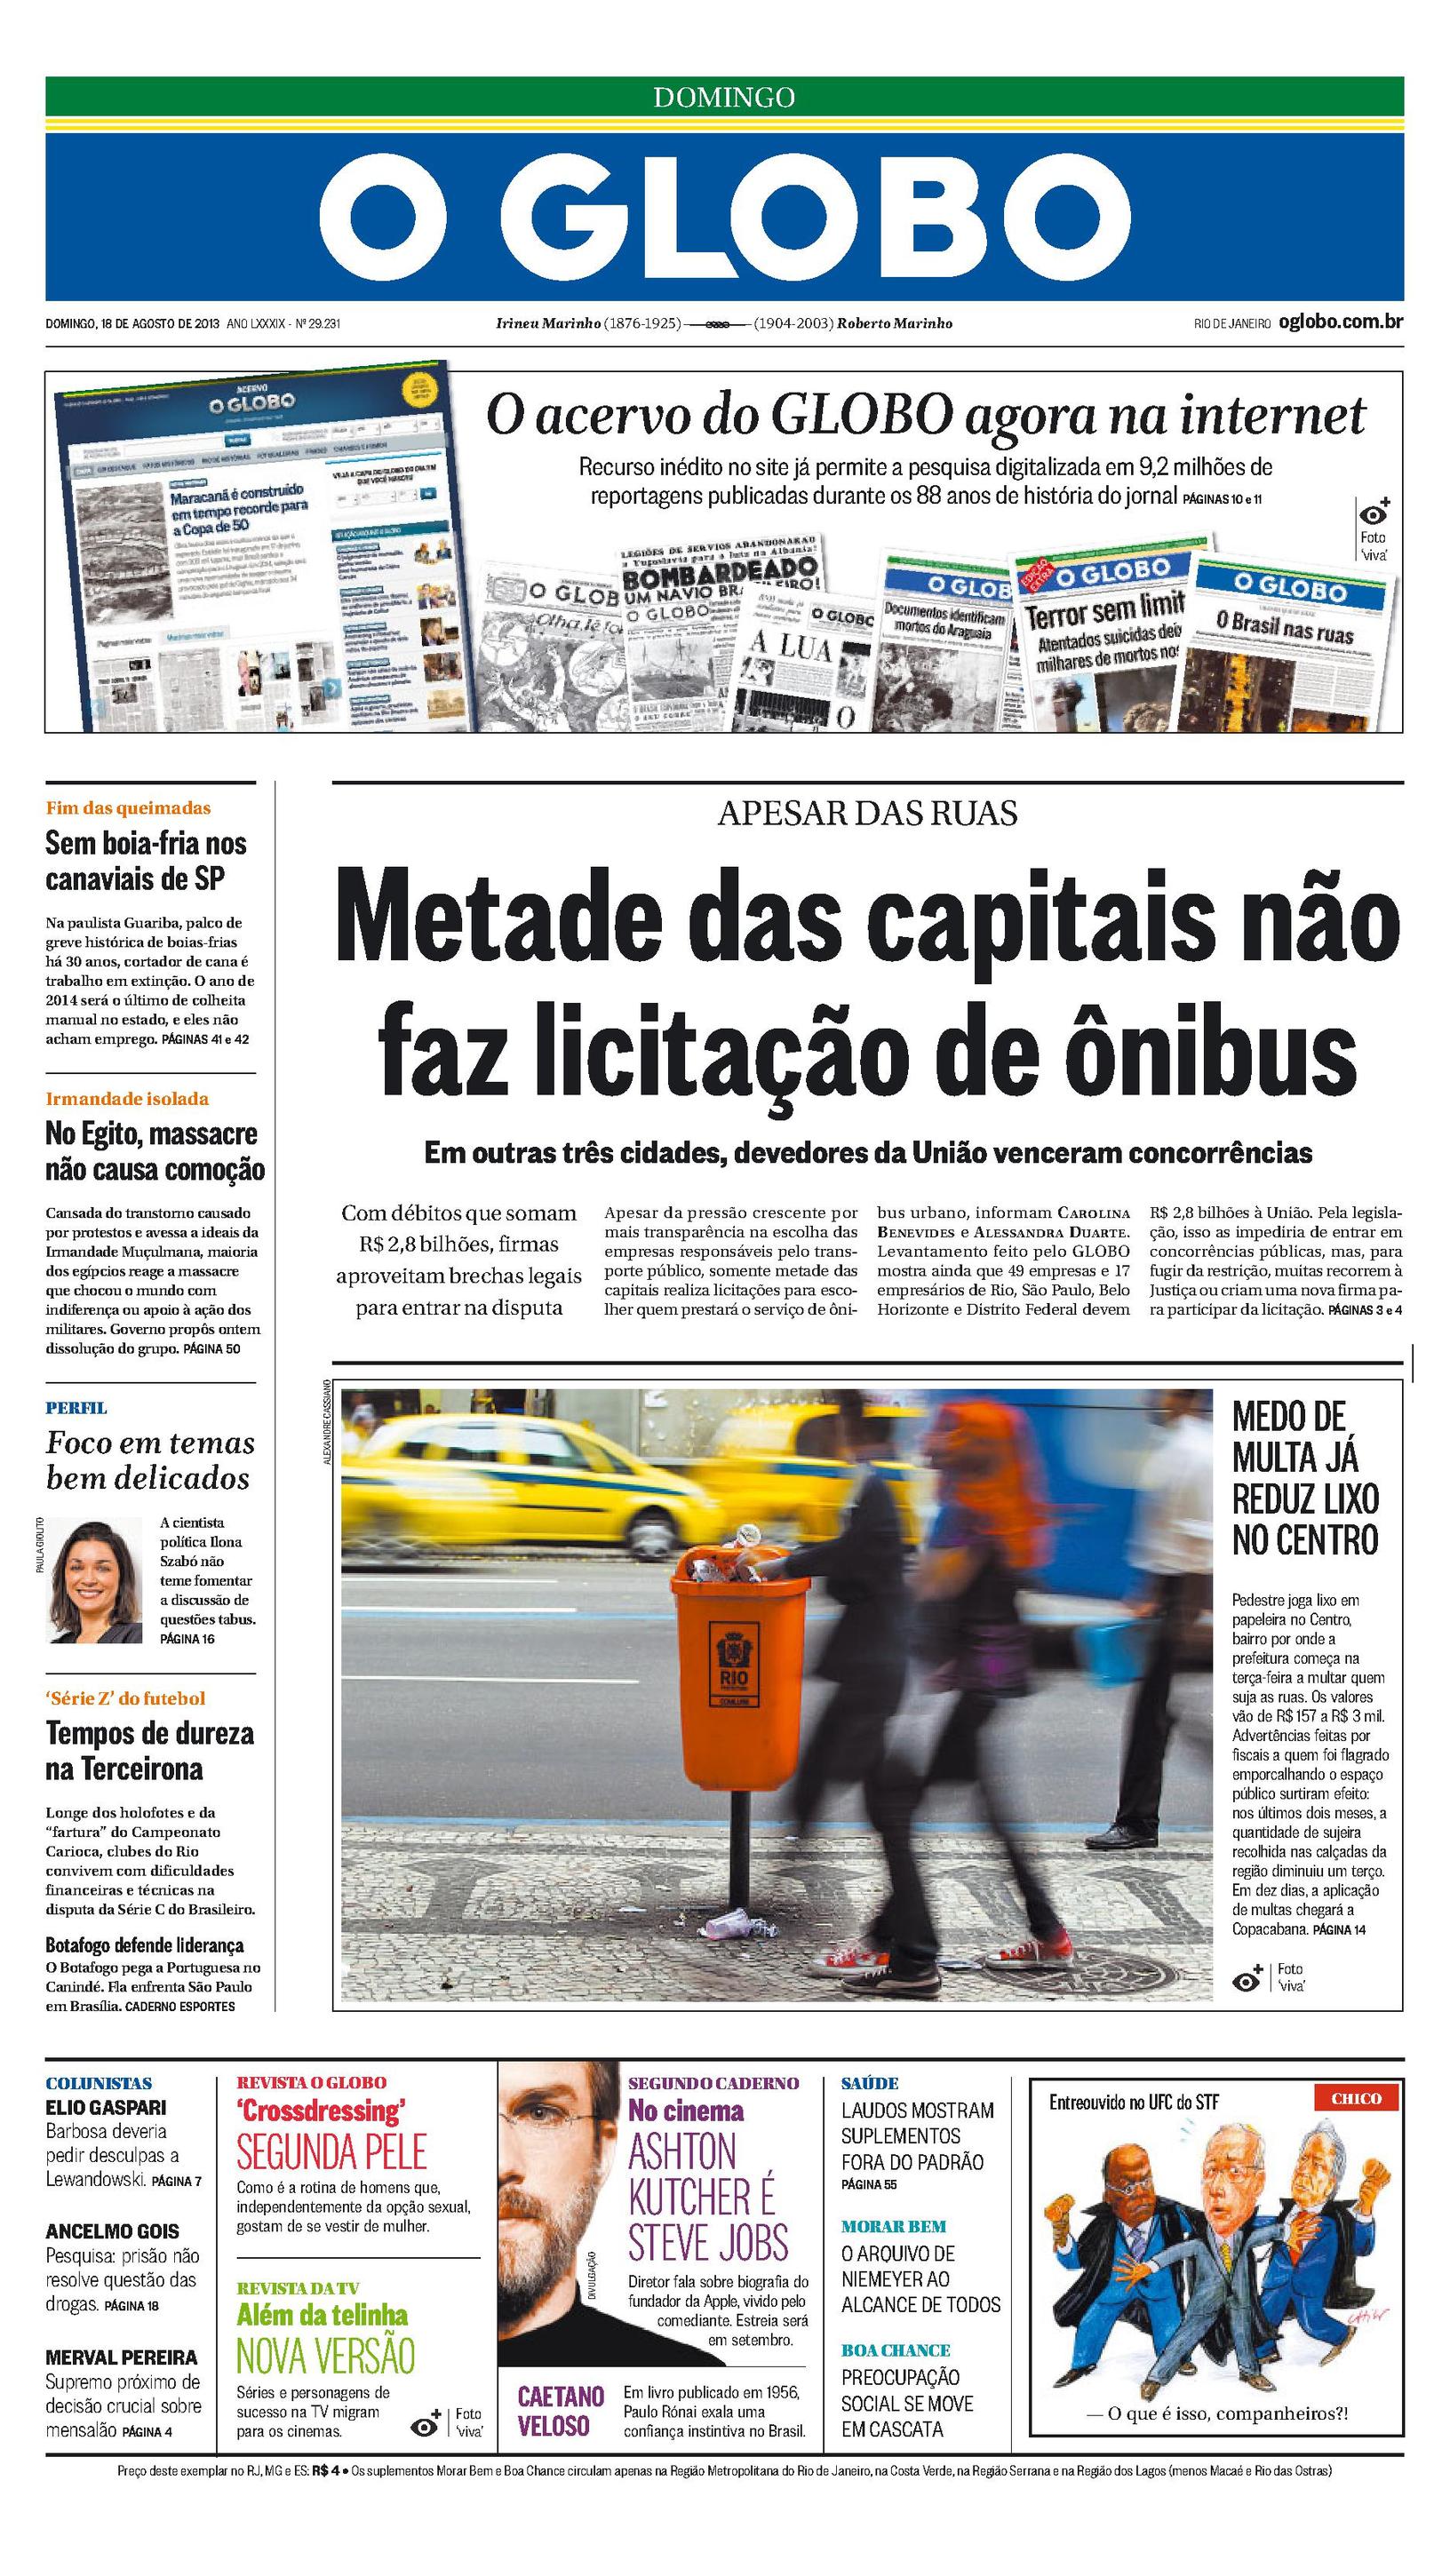 DOMINGO
O GLOBO
DOMINGO, 18 DE AGOSTO DE 2013 ANO LXXXIX - Nº 29.231
Irineu Marinho (1876-1925)
(1904-2003) Roberto Marinho
RIO DE JANEIRO oglobo.com.br
O acervo do GLOBO agora na internet
Recurso inédito no site já permite a pesquisa digitalizada em 9,2 milhões de
reportagens publicadas durante os 88 anos de história do jornal PÁGINAS 10 e 11
Foto
'viva'
ACERVO
O GLOBO
Maracanã é construído
em tempo recorde para
a Copa de 50
O GLOB
Olha, lê
LEGIÕES DE SERVIOS ABANDONARAO
a Yugoslavia para a luta na Albania!
BOMBARDEADO
UM NAVIO BR
O GLOBO
O GLOBO
A LUA
O GLOB
Documentos identificam
mortos do Araguaia
EDIÇÃO
EXTRA
O GLOBO
Terror sem limit
Atentados suicidas dei
milhares de mortos no
O GLOBO
O Brasil nas ruas
Fim das queimadas
Sem boia-fria nos
canaviais de SP
Na paulista Guariba, palco de
greve histórica de boias-frias
há 30 anos, cortador de cana é
trabalho em extinção. O ano de
2014 será o último de colheita
manual no estado, e eles não
acham emprego. PÁGINAS 41 e 42
Irmandade isolada
No Egito, massacre
não causa comoção
Cansada do transtorno causado
por protestos e avessa a ideais da
Irmandade Muçulmana, maioria
dos egípcios reage a massacre
que chocou o mundo com
indiferença ou apoio à ação dos
militares. Governo propôs ontem
dissolução do grupo. PÁGINA 50
PERFIL
Foco em temas
bem delicados
PAULA GIOLITO
A cientista
política Ilona
Szabó não
teme fomentar
a discussão de
questões tabus.
PÁGINA 16
'Série Z' do futebol
Tempos de dureza
na Terceirona
Longe dos holofotes e da
“fartura” do Campeonato
Carioca, clubes do Rio
convivem com dificuldades
financeiras e técnicas na
disputa da Série C do Brasileiro.
Botafogo defende liderança
O Botafogo pega a Portuguesa no
Canindé. Fla enfrenta São Paulo
em Brasília. CADERNO ESPORTES
APESAR DAS RUAS
Metade das capitais não
faz licitação de ônibus
Em outras três cidades, devedores da União venceram concorrências
Com débitos que somam
R$ 2,8 bilhões, firmas
aproveitam brechas legais
para entrar na disputa
Apesar da pressão crescente por
mais transparência na escolha das
empresas responsáveis pelo trans-
porte público, somente metade das
capitais realiza licitações para esco-
lher quem prestará o serviço de ôni-
bus urbano, informam CAROLINA
BENEVIDES e ALESSANDRA DUARTE.
Levantamento feito pelo GLOBO
mostra ainda que 49 empresas e 17
empresários de Rio, São Paulo, Belo
Horizonte e Distrito Federal devem
R$ 2,8 bilhões à União. Pela legisla-
ção, isso as impediria de entrar em
concorrências públicas, mas, para
fugir da restrição, muitas recorrem à
Justiça ou criam uma nova firma pa-
ra participar da licitação. PÁGINAS 3 e 4
ALEXANDRE CASSIANO
RIO
PREFEITURA
COMLURB
MEDO DE
MULTA JÁ
REDUZ LIXO
NO CENTRO
Pedestre joga lixo em
papeleira no Centro,
bairro por onde a
prefeitura começa na
terça-feira a multar quem
suja as ruas. Os valores
vão de R$ 157 a R$ 3 mil.
Advertências feitas por
fiscais a quem foi flagrado
emporcalhando o espaço
público surtiram efeito:
nos últimos dois meses, a
quantidade de sujeira
recolhida nas calçadas da
região diminuiu um terço.
Em dez dias, a aplicação
de multas chegará a
Copacabana. PÁGINA 14
Foto
'viva'
COLUNISTAS
ELIO GASPARI
Barbosa deveria
pedir desculpas a
Lewandowski. PÁGINA 7
ANCELMO GOIS
Pesquisa: prisão não
resolve questão das
drogas. PÁGINA 18
MERVAL PEREIRA
Supremo próximo de
decisão crucial sobre
mensalão PÁGINA 4
REVISTA O GLOBO
'Crossdressing'
SEGUNDA PELE
Como é a rotina de homens que,
independentemente da opção sexual,
gostam de se vestir de mulher.
REVISTA DA TV
Além da telinha
NOVA VERSÃO
Séries e personagens de
sucesso na TV migram
para os cinemas.
Foto
'viva'
DIVULGAÇÃO
SEGUNDO CADERNO
No cinema
ASHTON
KUTCHER É
STEVE JOBS
Diretor fala sobre biografia do
fundador da Apple, vivido pelo
comediante. Estreia será
em setembro.
CAETANO
VELOSO
Em livro publicado em 1956,
Paulo Rónai exala uma
confiança instintiva no Brasil.
SAÚDE
LAUDOS MOSTRAM
SUPLEMENTOS
FORA DO PADRÃO
PÁGINA 55
MORAR BEM
O ARQUIVO DE
NIEMEYER AO
ALCANCE DE TODOS
BOA CHANCE
PREOCUPAÇÃO
SOCIAL SE MOVE
EM CASCATA
Entreouvido no UFC do STF
CHICO
— O que é isso, companheiros?!
Preço deste exemplar no RJ, MG e ES: R$ 4 • Os suplementos Morar Bem e Boa Chance circulam apenas na Região Metropolitana do Rio de Janeiro, na Costa Verde, na Região Serrana e na Região dos Lagos (menos Macaé e Rio das Ostras)